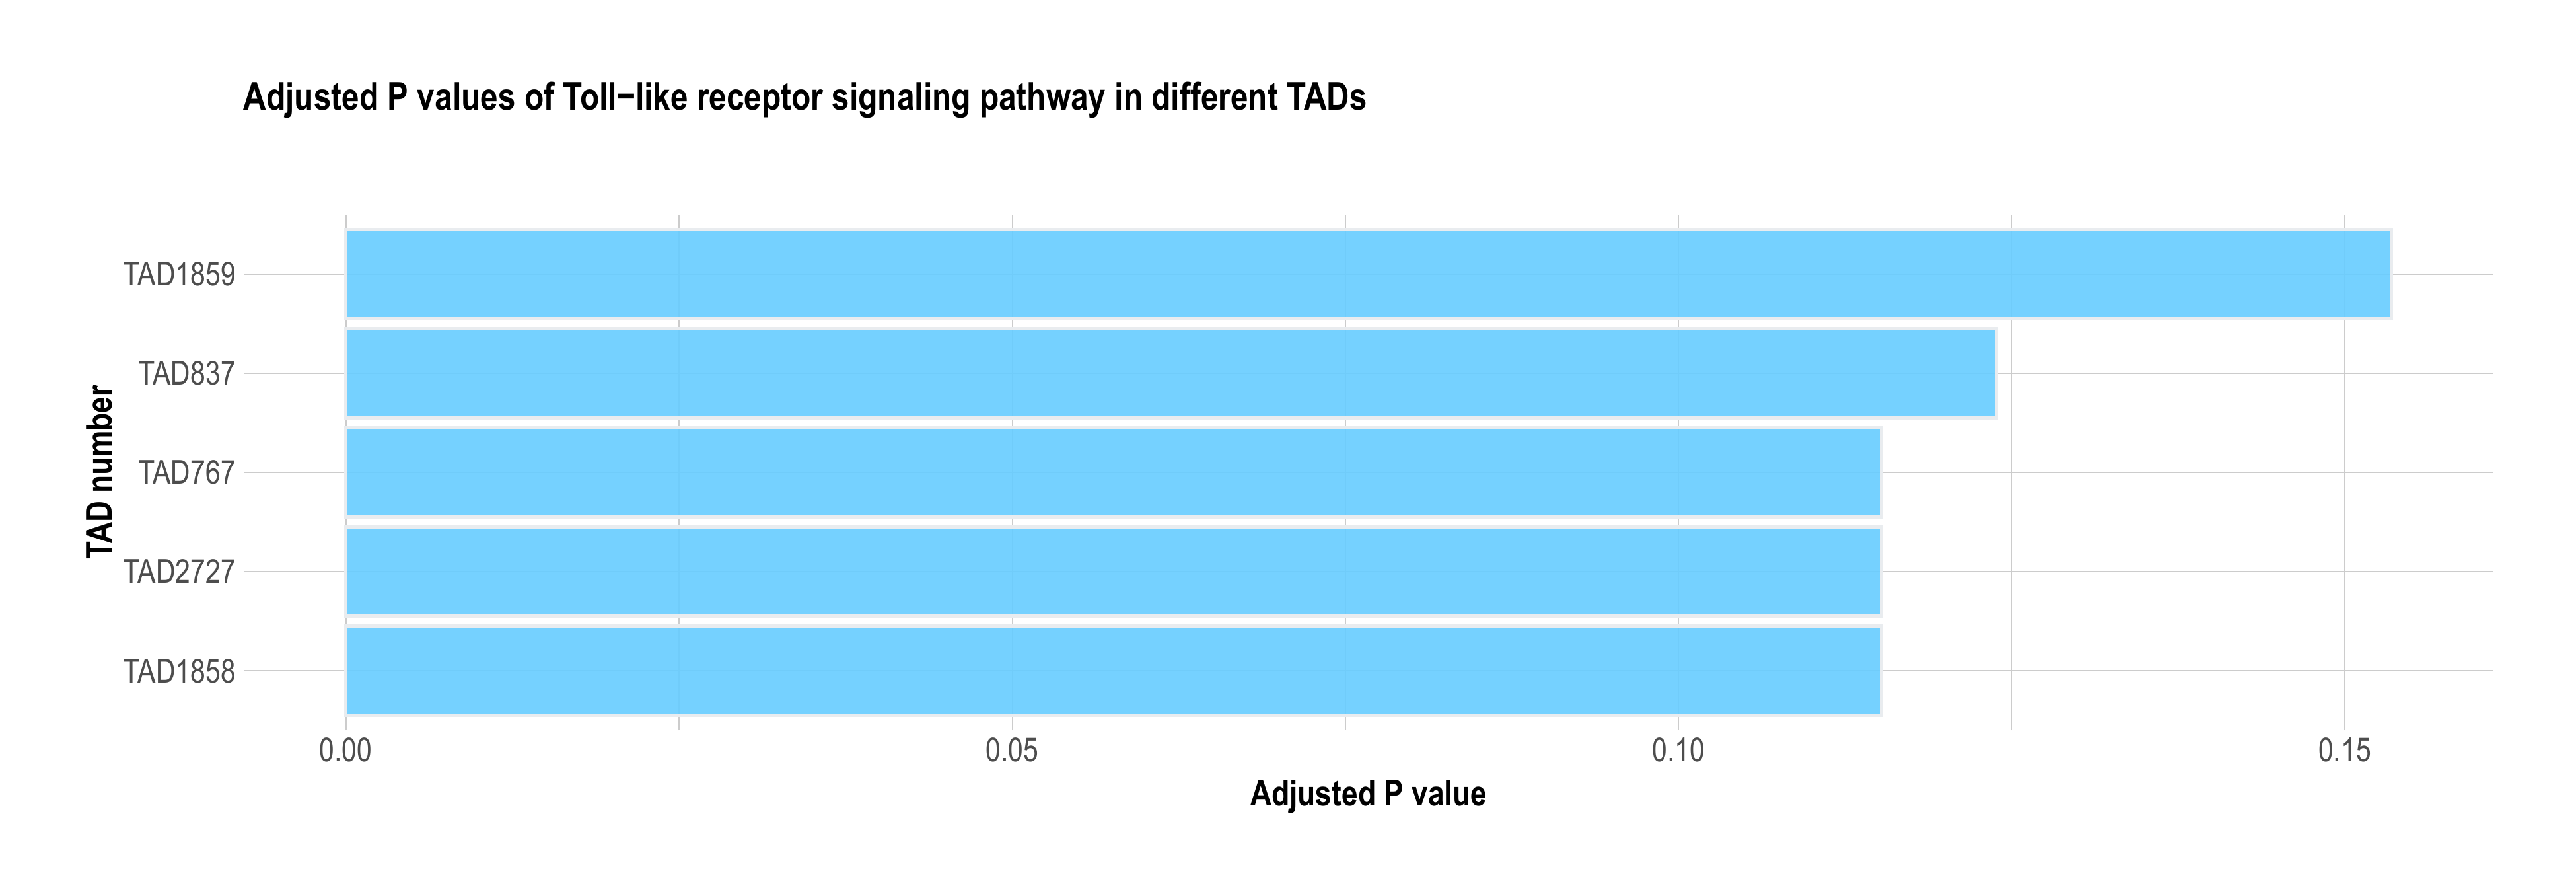 Adjusted P values of Toll−like receptor signaling pathway in different TADs
TAD number
TAD1859
TAD837
TAD767
TAD2727
TAD1858
0.00 0.05 0.10 0.15
Adjusted P value